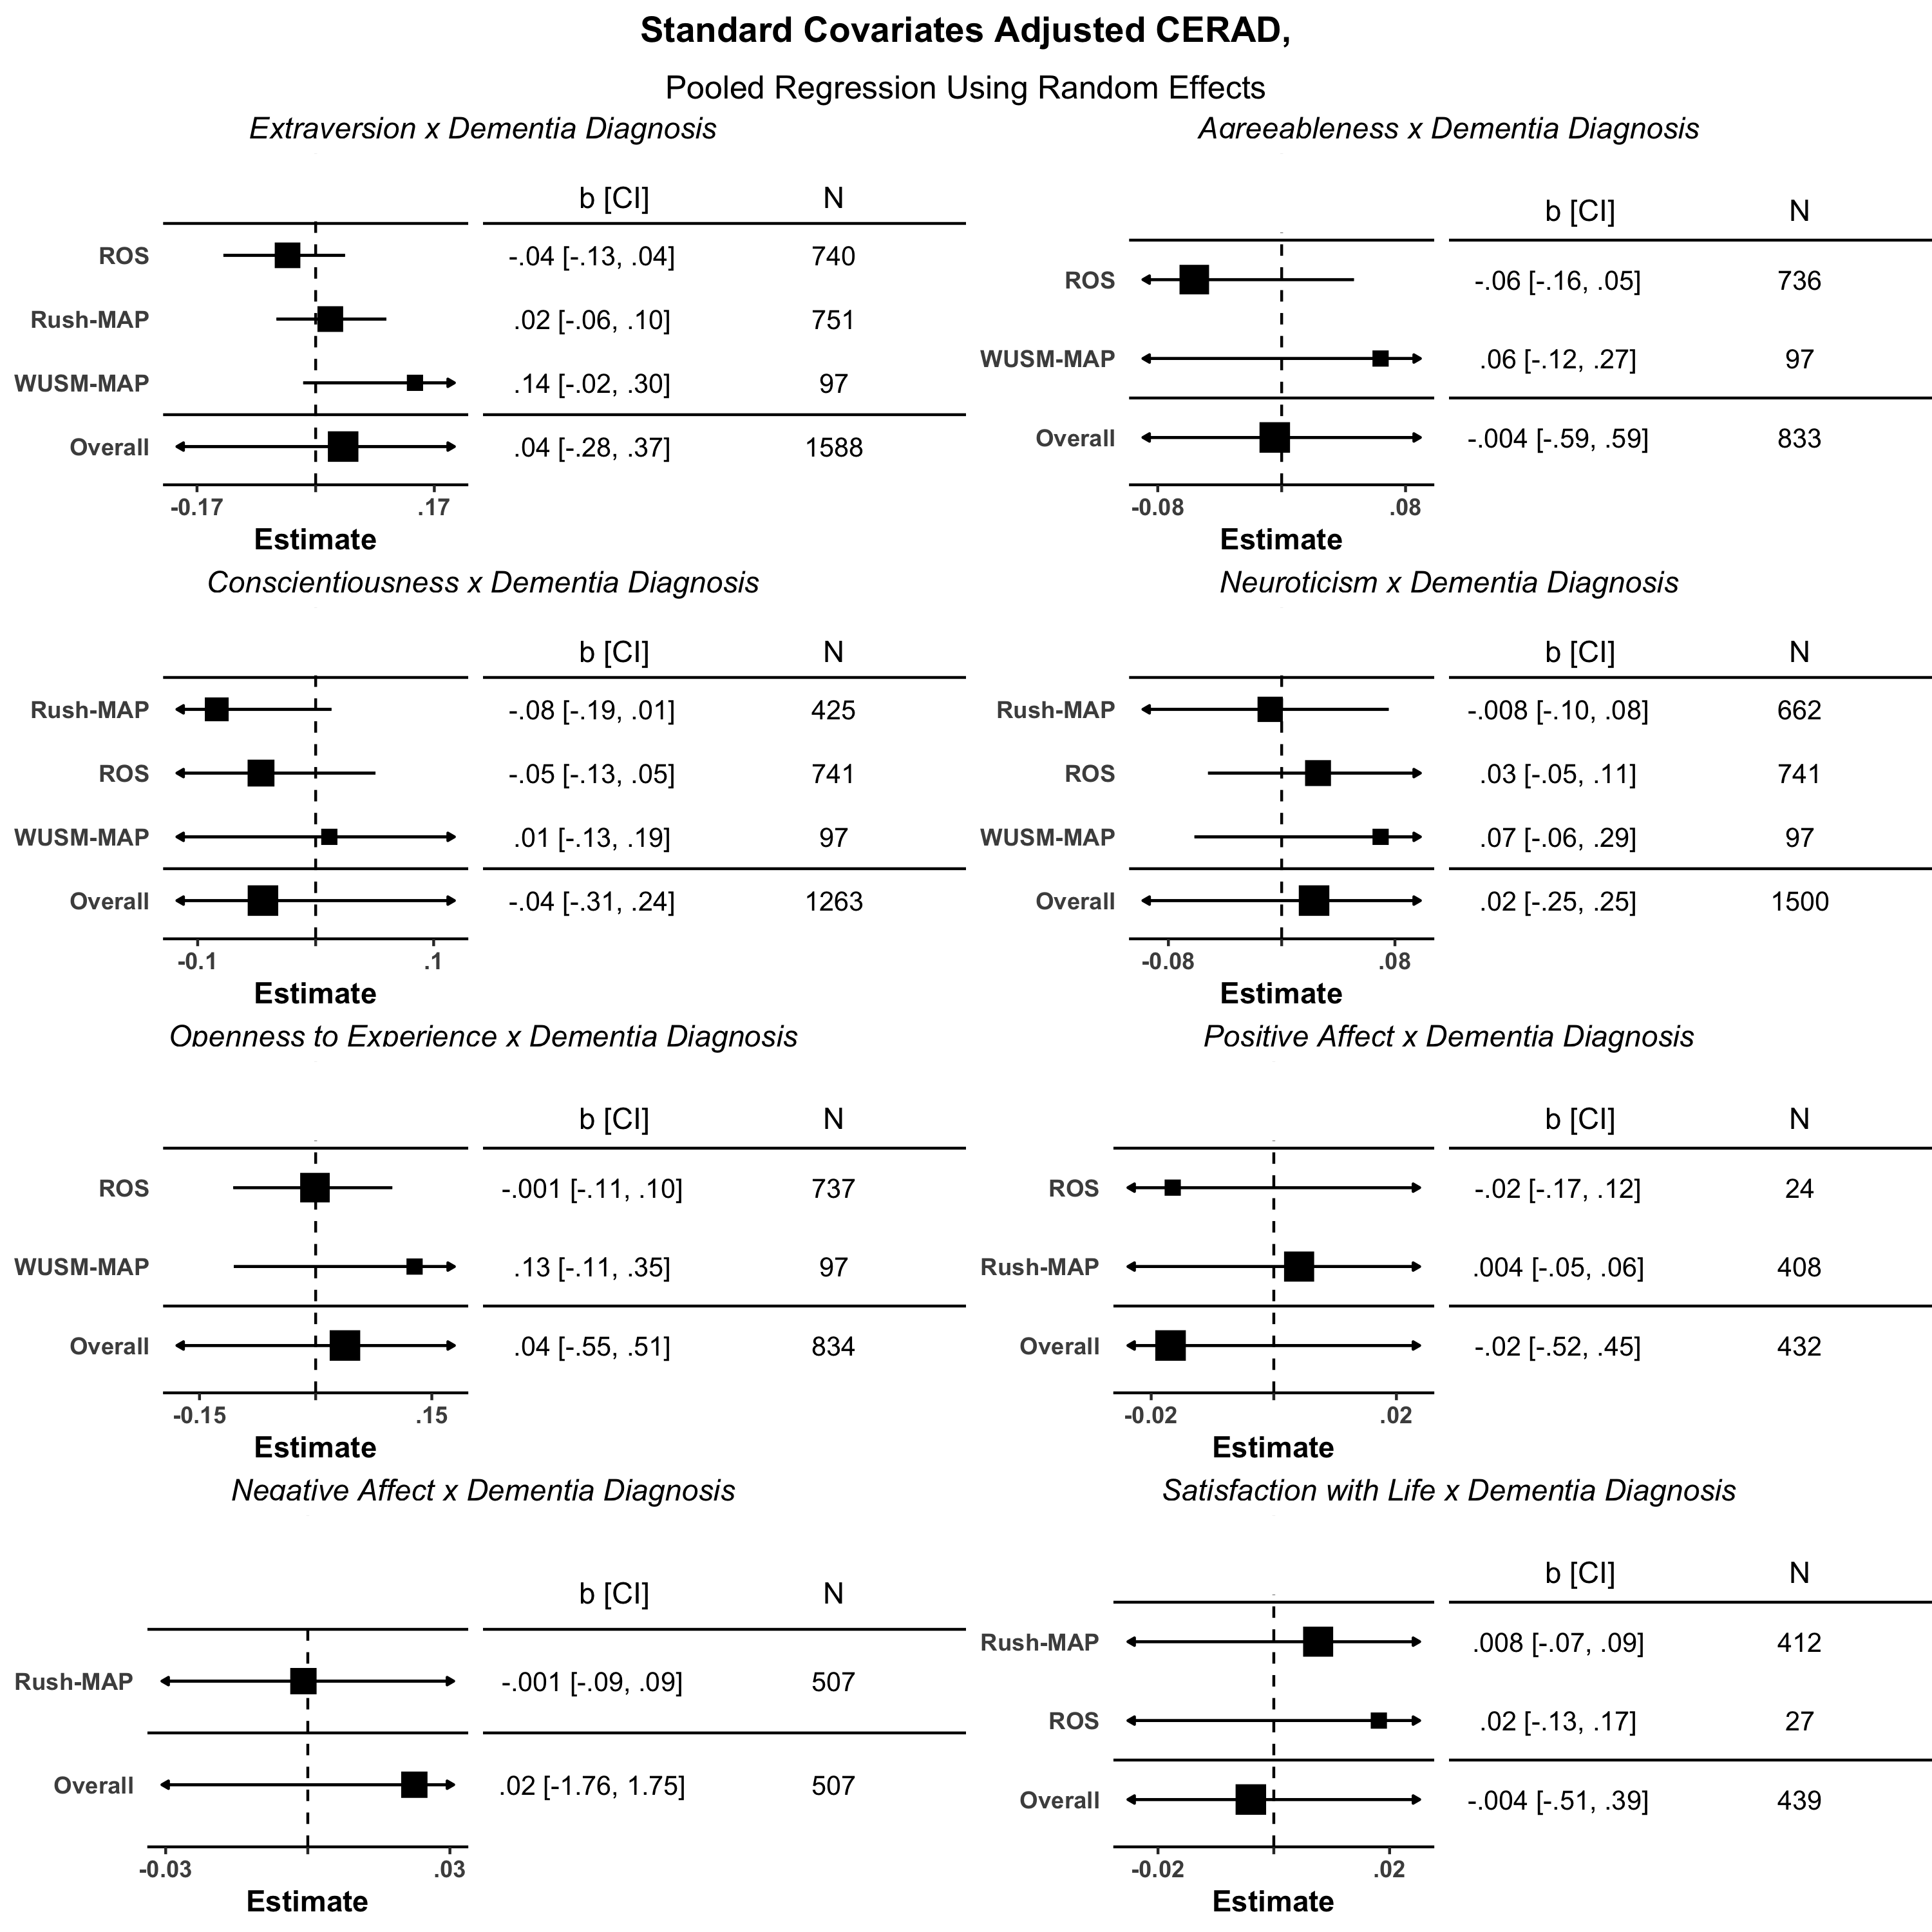 Standard Covariates Adjusted CERAD,
Pooled Regression Using Random Effects
Extraversion x Dementia Diagnosis
b [CI] N
ROS -.04 [-.13, .04] 740
Rush-MAP .02 [-.06, .10] 751
WUSM-MAP .14 [-.02, .30] 97
Overall .04 [-.28, .37] 1588
-0.17 .17
Estimate
Agreeableness x Dementia Diagnosis
b [CI] N
ROS -.06 [-.16, .05] 736
WUSM-MAP .06 [-.12, .27] 97
Overall -.004 [-.59, .59] 833
-0.08 .08
Estimate
Conscientiousness x Dementia Diagnosis
b [CI] N
Rush-MAP -.08 [-.19, .01] 425
ROS -.05 [-.13, .05] 741
WUSM-MAP .01 [-.13, .19] 97
Overall -.04 [-.31, .24] 1263
-0.1 .1
Estimate
Neuroticism x Dementia Diagnosis
b [CI] N
Rush-MAP -.008 [-.10, .08] 662
ROS .03 [-.05, .11] 741
WUSM-MAP .07 [-.06, .29] 97
Overall .02 [-.25, .25] 1500
-0.08 .08
Estimate
Openness to Experience x Dementia Diagnosis
b [CI] N
ROS -.001 [-.11, .10] 737
WUSM-MAP .13 [-.11, .35] 97
Overall .04 [-.55, .51] 834
-0.15 .15
Estimate
Positive Affect x Dementia Diagnosis
b [CI] N
ROS -.02 [-.17, .12] 24
Rush-MAP .004 [-.05, .06] 408
Overall -.02 [-.52, .45] 432
-0.02 .02
Estimate
Negative Affect x Dementia Diagnosis
b [CI] N
Rush-MAP -.001 [-.09, .09] 507
Overall .02 [-1.76, 1.75] 507
-0.03 .03
Estimate
Satisfaction with Life x Dementia Diagnosis
b [CI] N
Rush-MAP .008 [-.07, .09] 412
ROS .02 [-.13, .17] 27
Overall -.004 [-.51, .39] 439
-0.02 .02
Estimate